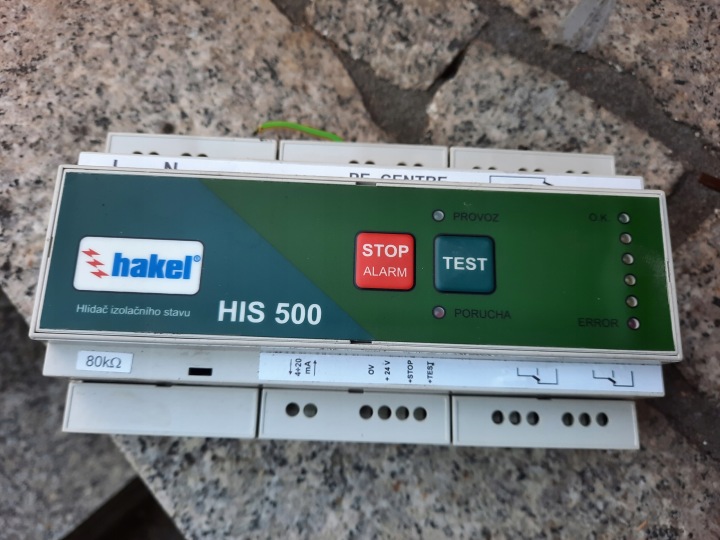 L N PE CENTRE
PROVOZ
O.K
STOP
ALARM
TEST
hakel®
Hlídač izolačního stavu
HIS 500
PORUCHA
ERROR
80kΩ
4÷20
mA
0V
+ 24 V
+STOP
+TEST